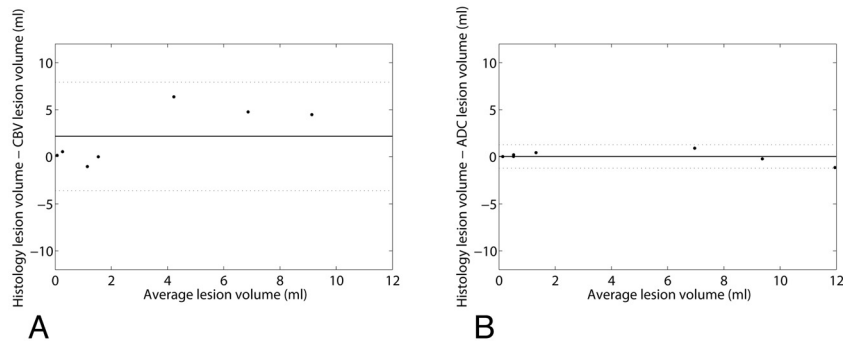 Histology lesion volume – CBV lesion volume (ml)
10
5
0
−5
−10
0 2 4 6 8 10 12
Average lesion volume (ml)
A
Histology lesion volume – ADC lesion volume (ml)
10
5
0
−5
−10
0 2 4 6 8 10 12
Average lesion volume (ml)
B